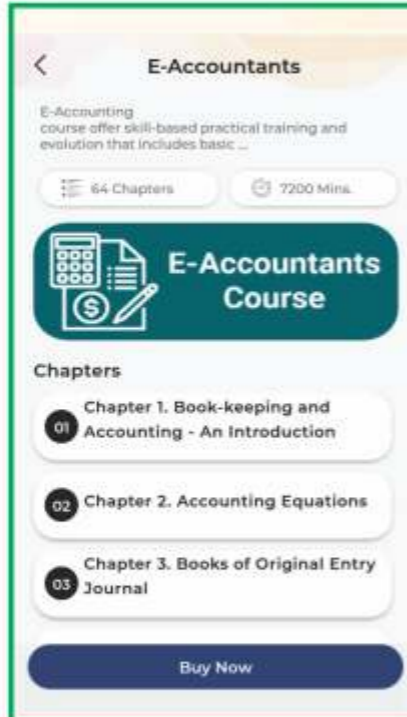 E-Accountants
E-Accounting
course offer skill-based practical training and
evolution that includes basic ...
64 Chapters
7200 Mins.
E-Accountants
Course
Chapters
01
Chapter 1. Book-keeping and
Accounting - An Introduction
02
Chapter 2. Accounting Equations
03
Chapter 3. Books of Original Entry
Journal
Buy Now